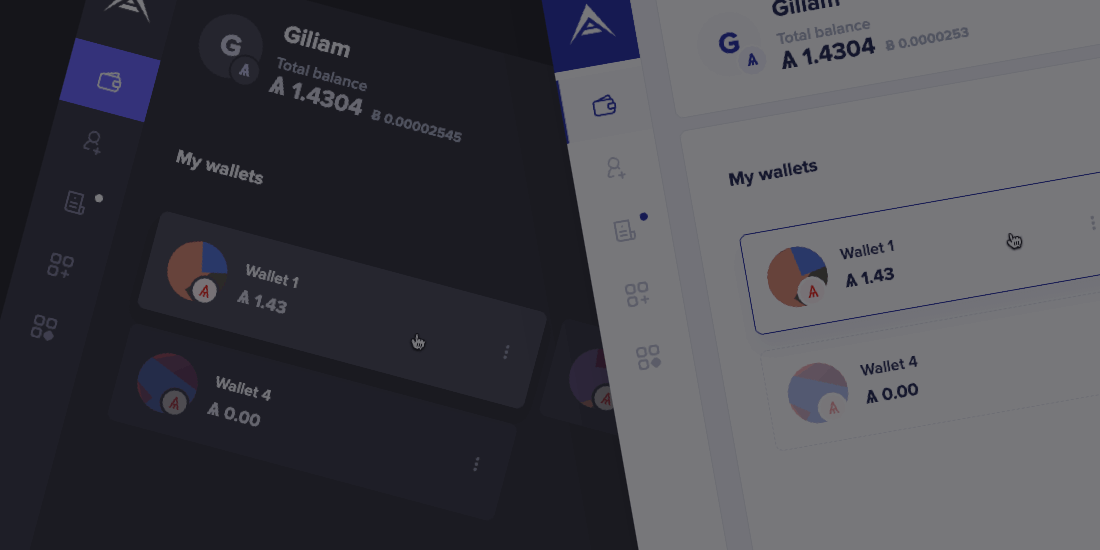 G
Giliam
Total balance
Ѧ 1.4304 Ƀ 0.00002545
My wallets
Wallet 1
Ѧ 1.43
Wallet 4
Ѧ 0.00
G
Giliam
Total balance
Ѧ 1.4304 Ƀ 0.0000253
My wallets
Wallet 1
Ѧ 1.43
Wallet 4
Ѧ 0.00